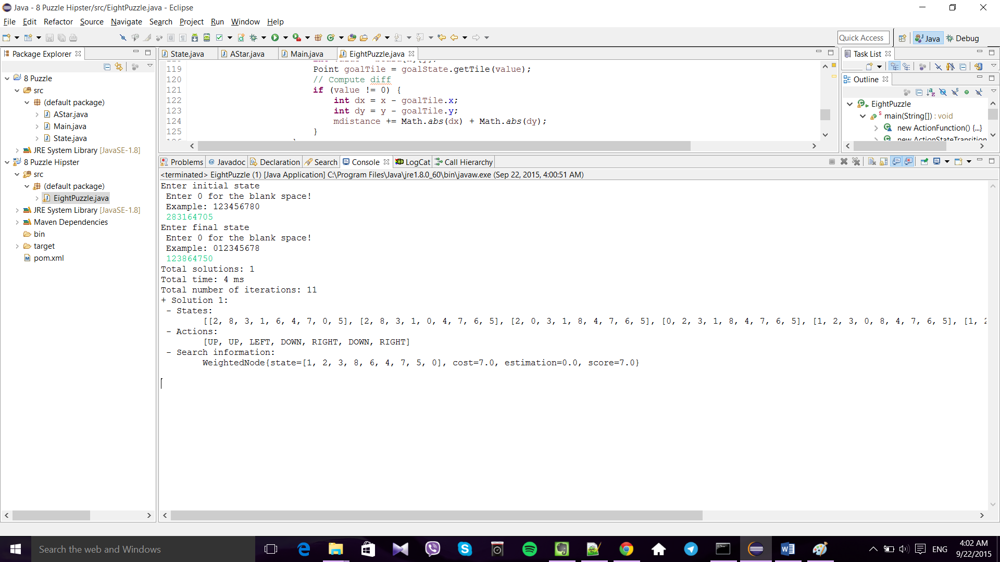 Java - 8 Puzzle Hipster/src/EightPuzzle.java - Eclipse
File Edit Refactor Source Navigate Search Project Run Window Help
Quick Access
Java
Debug
Package Explorer
8 Puzzle
src
(default package)
AStar.java
Main.java
State.java
JRE System Library [JavaSE-1.8]
8 Puzzle Hipster
src
(default package)
EightPuzzle.java
JRE System Library [JavaSE-1.8]
Maven Dependencies
bin
target
pom.xml
State.java AStar.java Main.java EightPuzzle.java
119 Point goalTile = goalState.getTile(value);
120 // Compute diff
121 if (value != 0) {
122 int dx = x - goalTile.x;
123 int dy = y - goalTile.y;
124 mdistance += Math.abs(dx) + Math.abs(dy);
125 }
Task List
Outline
EightPuzzle
main(String[]) : void
new ActionFunction() {...}
new ActionStateTransition
Problems Javadoc Declaration Search Console LogCat Call Hierarchy
<terminated> EightPuzzle (1) [Java Application] C:\Program Files\Java\jre1.8.0_60\bin\javaw.exe (Sep 22, 2015, 4:00:51 AM)
Enter initial state
Enter 0 for the blank space!
Example: 123456780
283164705
Enter final state
Enter 0 for the blank space!
Example: 012345678
123864750
Total solutions: 1
Total time: 4 ms
Total number of iterations: 11
+ Solution 1:
- States:
[[2, 8, 3, 1, 6, 4, 7, 0, 5], [2, 8, 3, 1, 0, 4, 7, 6, 5], [2, 0, 3, 1, 8, 4, 7, 6, 5], [0, 2, 3, 1, 8, 4, 7, 6, 5], [1, 2, 3, 0, 8, 4, 7, 6, 5], [1, 2
- Actions:
[UP, UP, LEFT, DOWN, RIGHT, DOWN, RIGHT]
- Search information:
WeightedNode{state=[1, 2, 3, 8, 6, 4, 7, 5, 0], cost=7.0, estimation=0.0, score=7.0}
Search the web and Windows
ENG
4:02 AM
9/22/2015